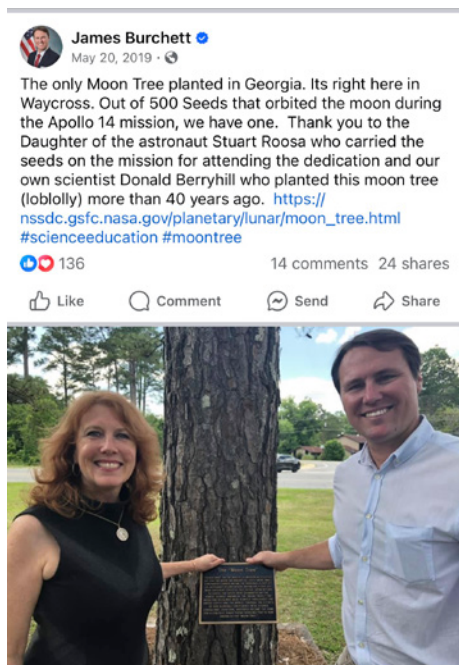 James Burchett
May 20, 2019 ·
The only Moon Tree planted in Georgia. Its right here in
Waycross. Out of 500 Seeds that orbited the moon during
the Apollo 14 mission, we have one. Thank you to the
Daughter of the astronaut Stuart Roosa who carried the
seeds on the mission for attending the dedication and our
own scientist Donald Berryhill who planted this moon tree
(loblolly) more than 40 years ago. https://
nssdc.gsfc.nasa.gov/planetary/lunar/moon_tree.html
#scienceeducation #moontree
136 14 comments 24 shares
Like Comment Send Share
The "Moon Tree"